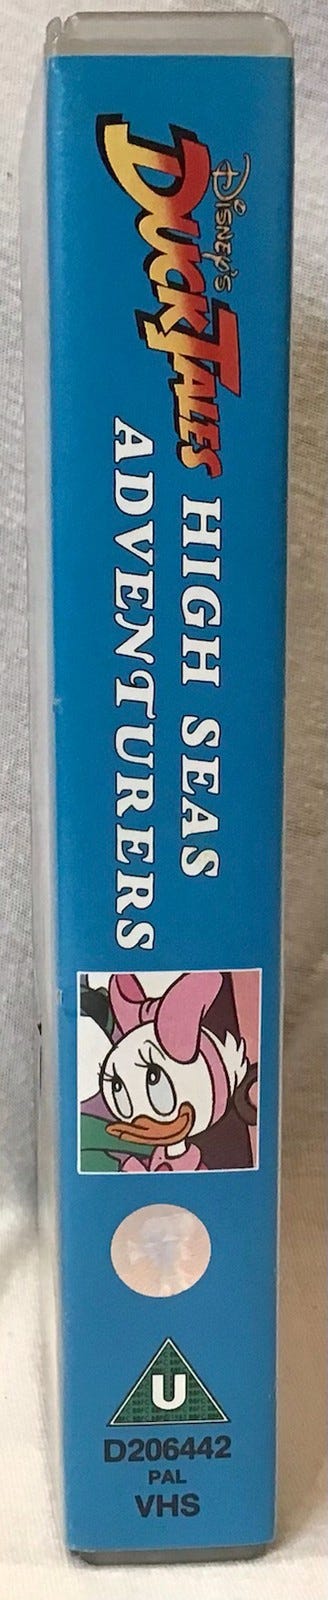 DISNEY'S
DUCKTALES
HIGH SEAS
ADVENTURERS
U
D206442
PAL
VHS